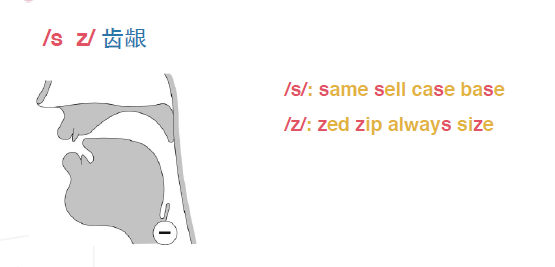 /s z/ 齿龈
/s/: same sell case base
/z/: zed zip always size